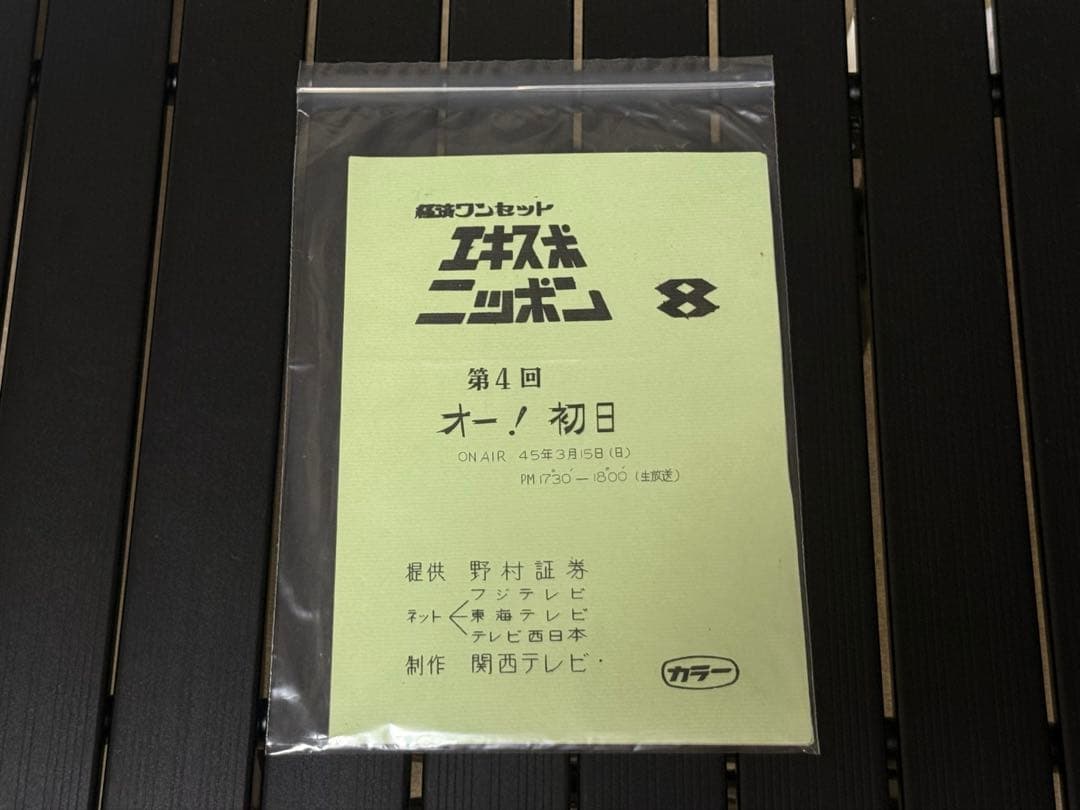 経済ワンセット
エキスポ
ニッポン 8
第4回
オー！初日
ON AIR 45年3月15日(日)
PM 17°30′—18°00′(生放送)
提供 野村証券
フジテレビ
ネット 東海テレビ
テレビ西日本
制作 関西テレビ
カラー